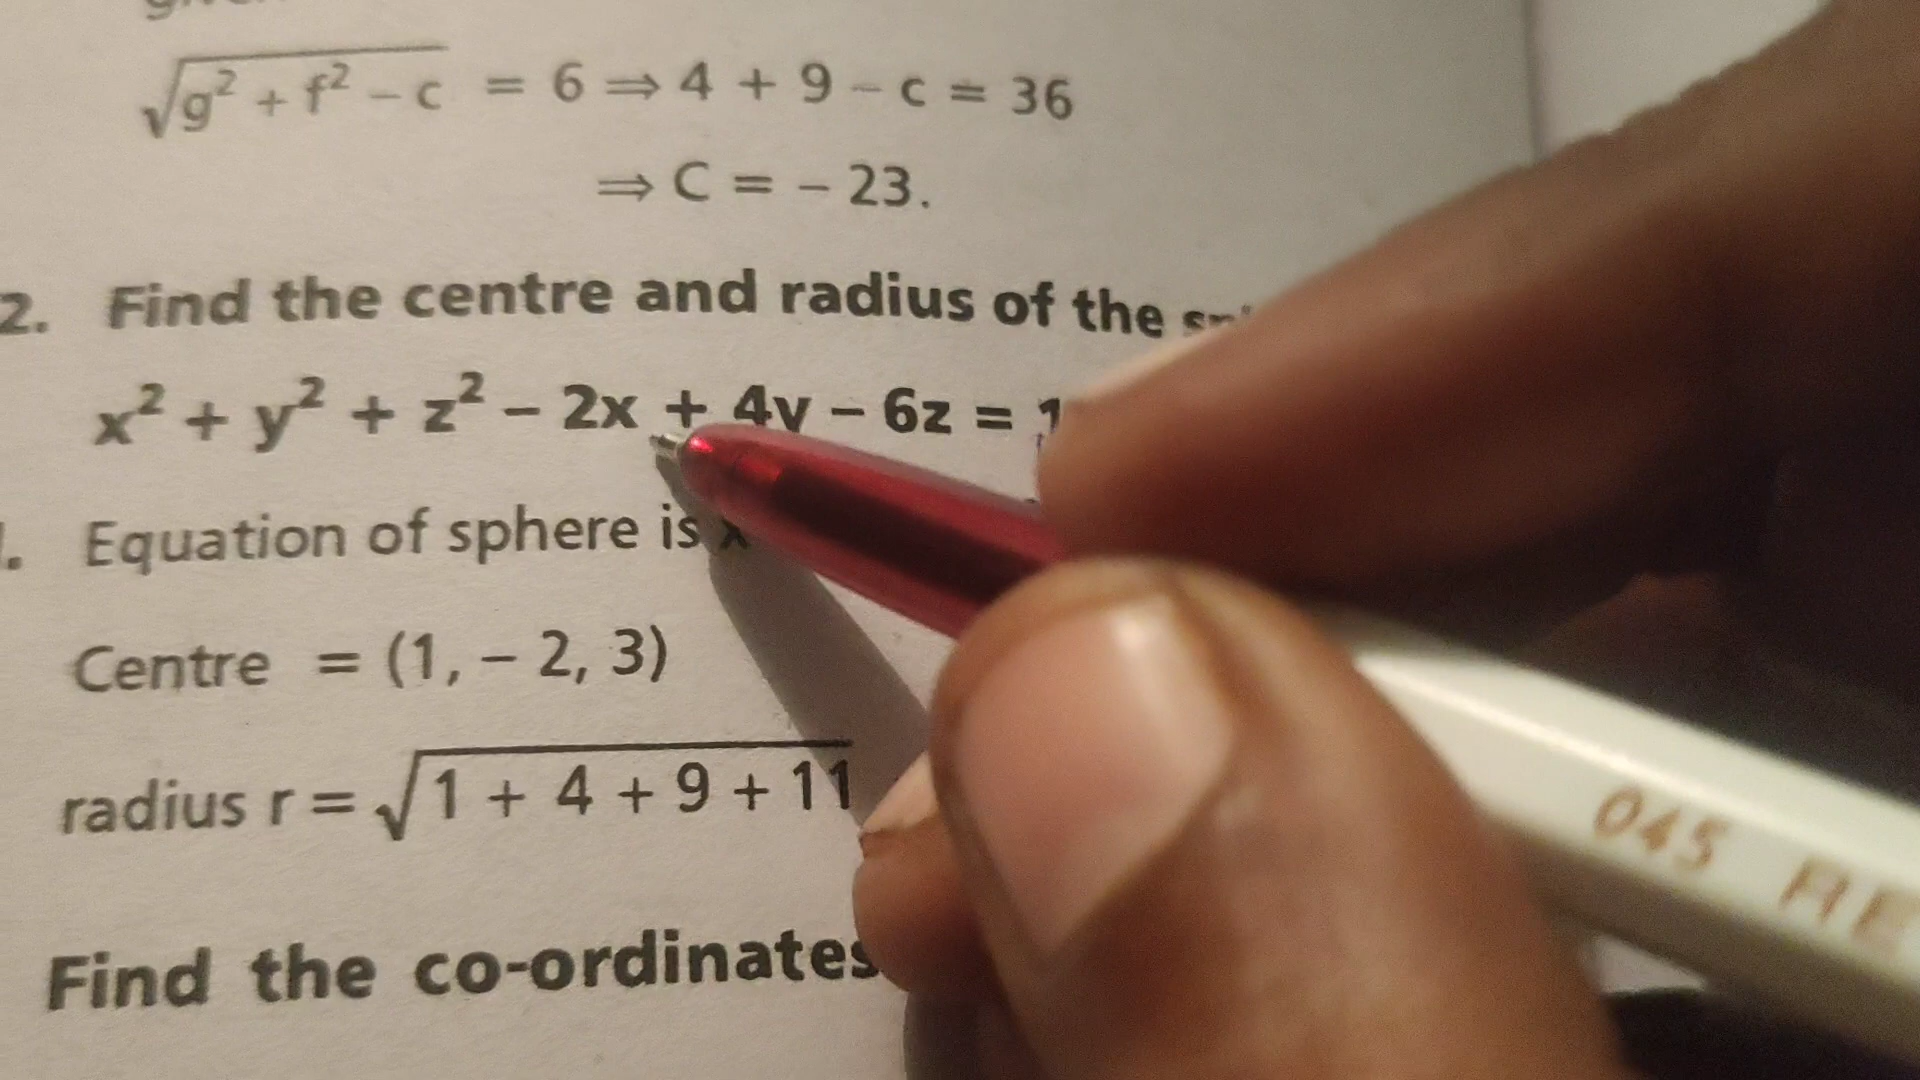 √g² + f² – c = 6 ⇒ 4 + 9 – c = 36
⇒ C = – 23.
2. Find the centre and radius of the
x² + y² + z² – 2x + 4y – 6z =
Equation of sphere is
Centre = (1, – 2, 3)
radius r = √1 + 4 + 9 + 11
Find the co-ordinates
045